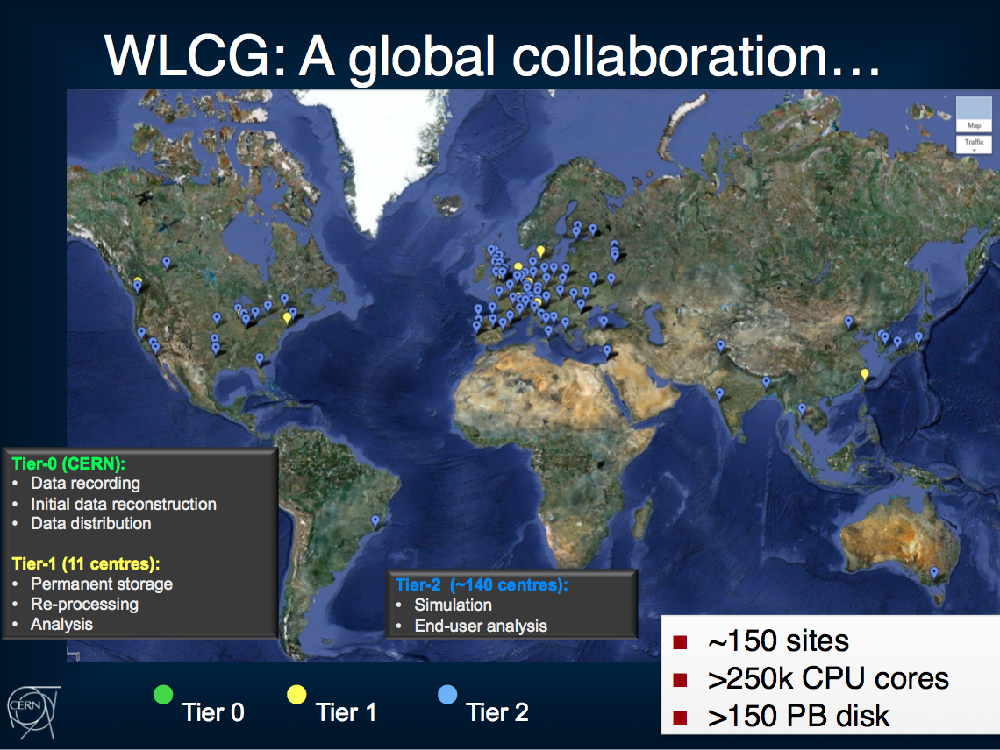 WLCG: A global collaboration…
Map
Traffic
Tier-0 (CERN):
• Data recording
• Initial data reconstruction
• Data distribution
Tier-1 (11 centres):
• Permanent storage
• Re-processing
• Analysis
Tier-2 (~140 centres):
• Simulation
• End-user analysis
■ ~150 sites
■ >250k CPU cores
■ >150 PB disk
CERN
Tier 0
Tier 1
Tier 2